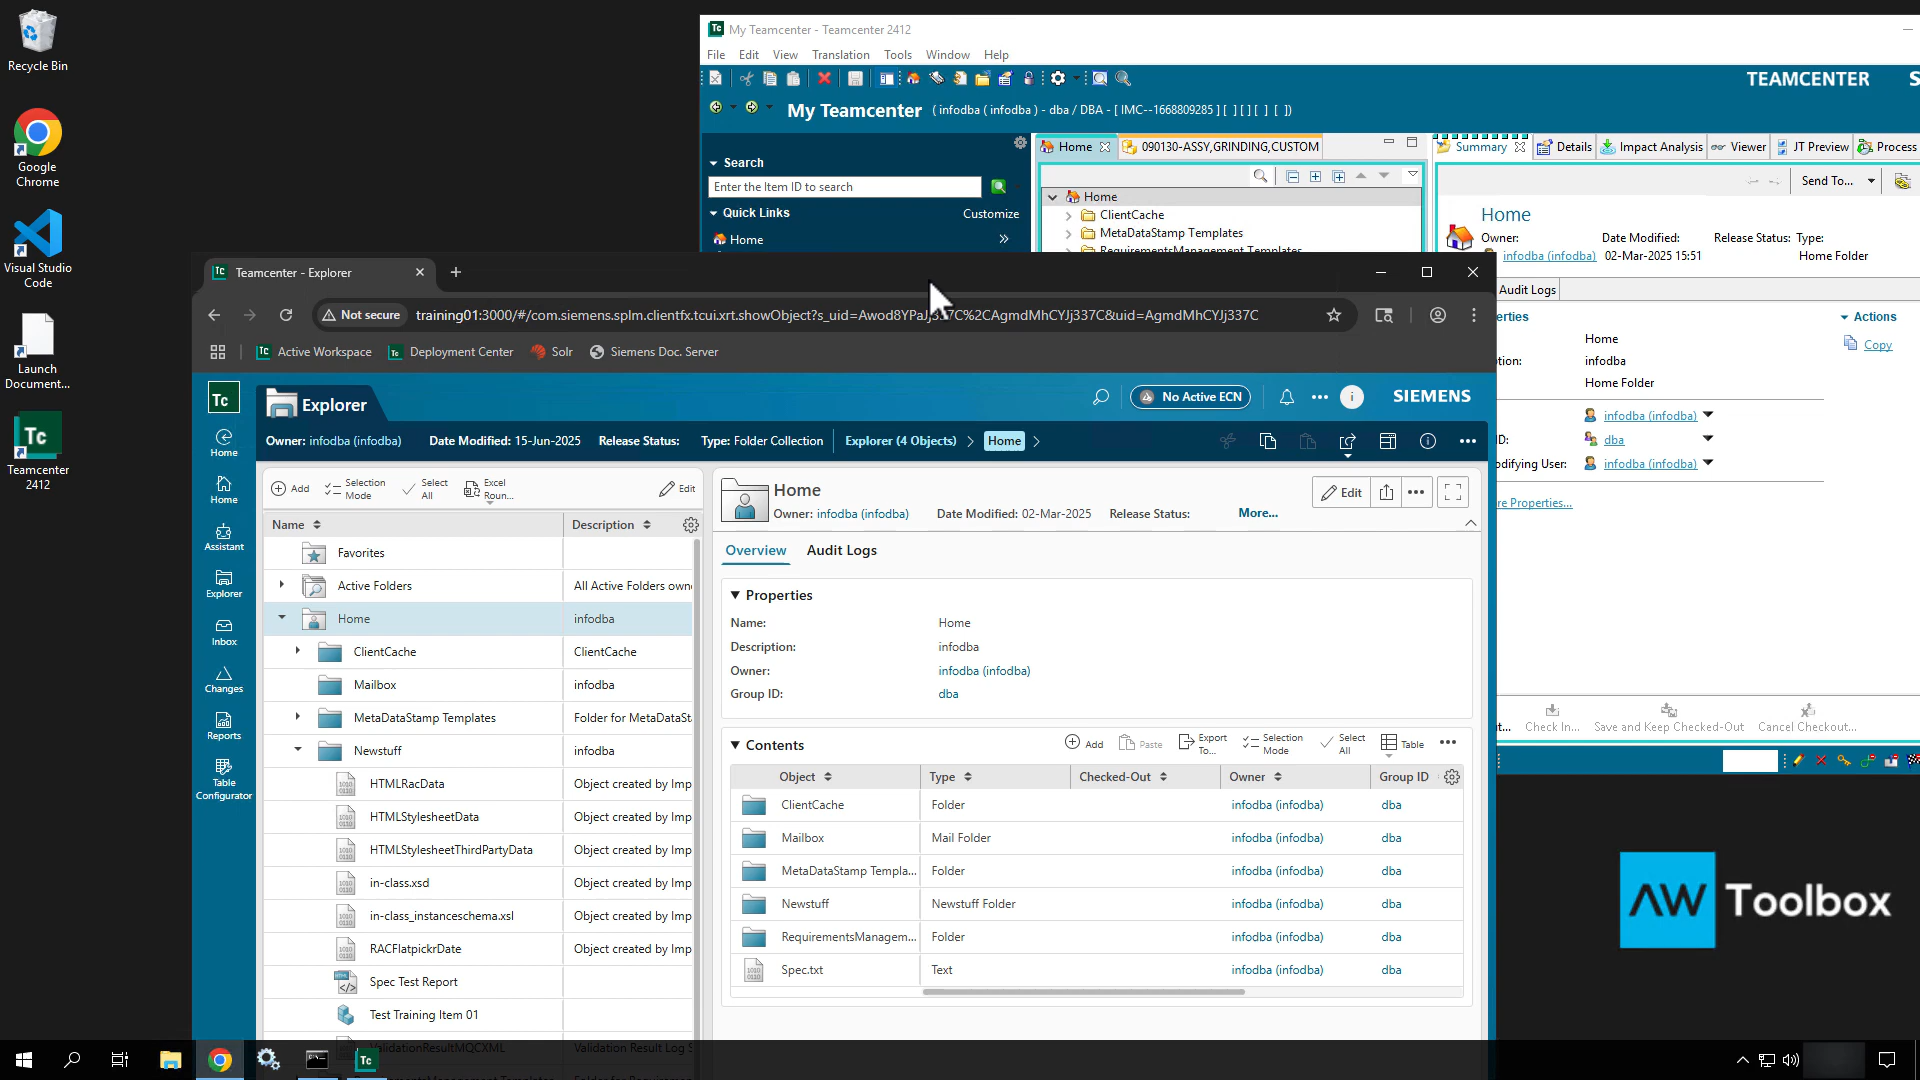 Recycle Bin
Google
Chrome
Visual Studio
Code
Launch
Document...
Teamcenter
2412
My Teamcenter - Teamcenter 2412
File Edit View Translation Tools Window Help
TEAMCENTER S
My Teamcenter ( infodba ( infodba ) - dba / DBA - [ IMC--1668809285 ] [ ] [ ] [ ] [ ])
Search
Enter the Item ID to search
Quick Links Customize
Home
Home 090130-ASSY,GRINDING,CUSTOM
Home
ClientCache
MetaDataStamp Templates
RequirementsManagement Templates
Summary Details Impact Analysis Viewer JT Preview Process
Send To...
Home
Owner: Date Modified: Release Status: Type:
infodba (infodba) 02-Mar-2025 15:51 Home Folder
Audit Logs
erties Actions
Home Copy
tion: infodba
Home Folder
infodba (infodba)
ID: dba
odifying User: infodba (infodba)
re Properties...
t... Check In... Save and Keep Checked-Out Cancel Checkout...
Teamcenter - Explorer
Not secure training01:3000/#/com.siemens.splm.clientfx.tcui.xrt.showObject?s_uid=Awod8YPaJj337C%2CAgmdMhCYJj337C&uid=AgmdMhCYJj337C
Active Workspace Deployment Center Solr Siemens Doc. Server
Tc Explorer No Active ECN i SIEMENS
Owner: infodba (infodba) Date Modified: 15-Jun-2025 Release Status: Type: Folder Collection Explorer (4 Objects) Home
Home
Home
Assistant
Explorer
Inbox
Changes
Reports
Table
Configurator
Add Selection Mode Select All Excel Roun... Edit
Name Description
Favorites
Active Folders All Active Folders owne
Home infodba
ClientCache ClientCache
Mailbox infodba
MetaDataStamp Templates Folder for MetaDataSt
Newstuff infodba
HTMLRacData Object created by Imp
HTMLStylesheetData Object created by Imp
HTMLStylesheetThirdPartyData Object created by Imp
in-class.xsd Object created by Imp
in-class_instanceschema.xsl Object created by Imp
RACFlatpickrDate Object created by Imp
Spec Test Report
Test Training Item 01
ValidationResultMQCXML Validation Result Log S
Home Edit
Owner: infodba (infodba) Date Modified: 02-Mar-2025 Release Status: More...
Overview Audit Logs
Properties
Name: Home
Description: infodba
Owner: infodba (infodba)
Group ID: dba
Contents Add Paste Export To... Selection Mode Select All Table
Object Type Checked-Out Owner Group ID
ClientCache Folder infodba (infodba) dba
Mailbox Mail Folder infodba (infodba) dba
MetaDataStamp Templa... Folder infodba (infodba) dba
Newstuff Newstuff Folder infodba (infodba) dba
RequirementsManagem... Folder infodba (infodba) dba
Spec.txt Text infodba (infodba) dba
AW Toolbox